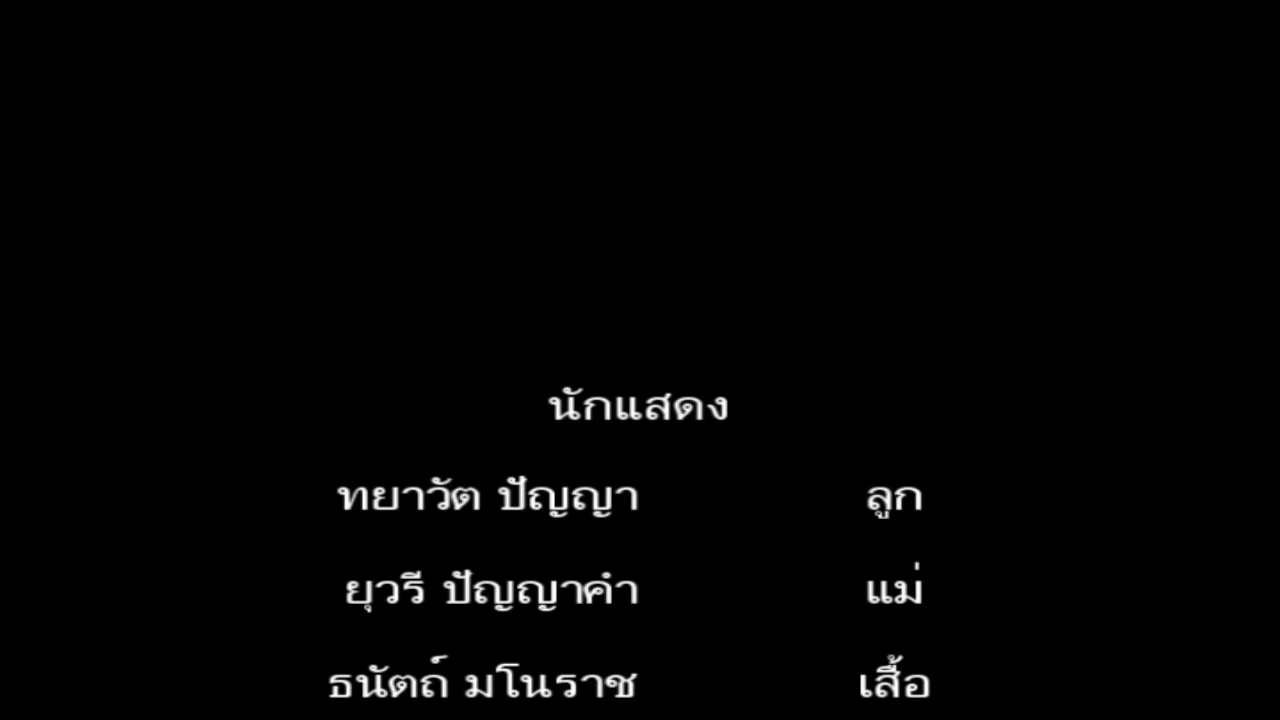 นักแสดง
ทยาวัต ปัญญา ลูก
ยุวรี ปัญญาคำ แม่
ธนัตถ์ มโนราช เสื้อ